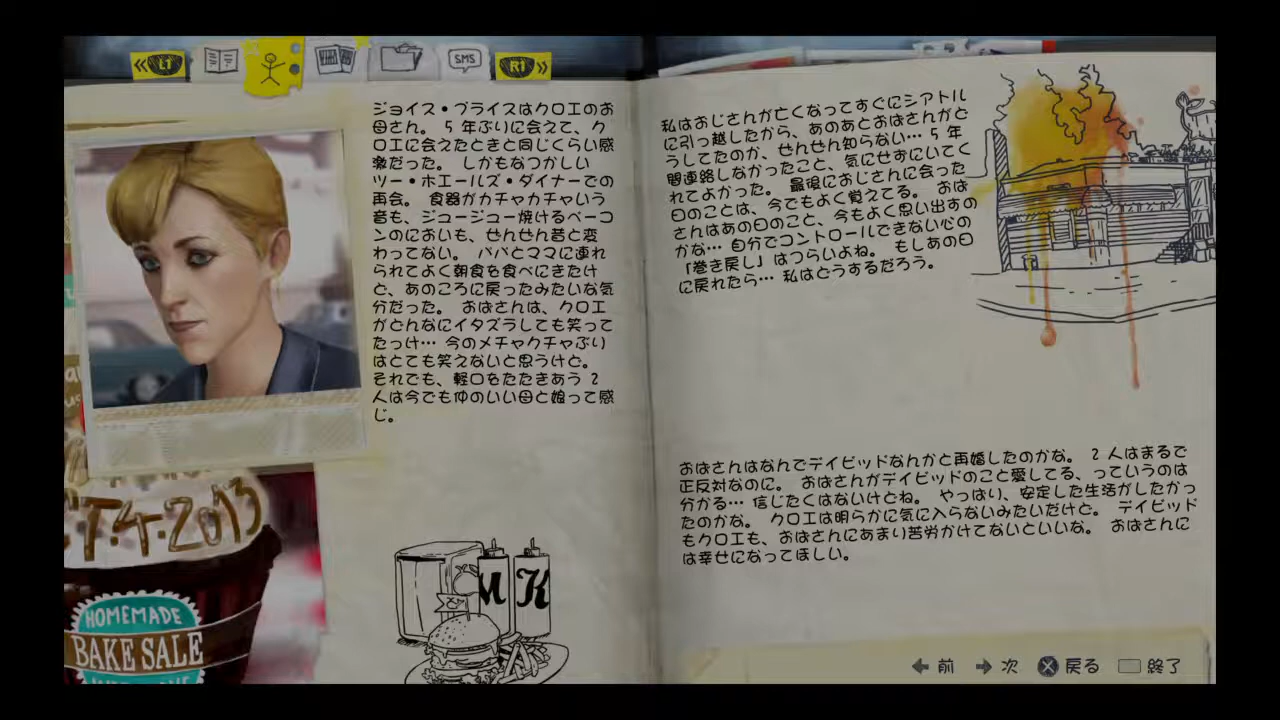 L1
SMS
R1
ジョイス・プライスはクロエのお
母さん。 5 年ぶりに会えて、ク
ロエに会えたときと同じくらい感
激だった。 しかもなつかしい
ツー・ホエールズ・ダイナーでの
再会。 食器がカチャカチャいう
音も、ジュージュー焼けるベーコ
ンのにおいも、ぜんぜん昔と変
わってない。 パパとママに連れ
られてよく朝食を食べにきたけ
ど、あのころに戻ったみたいな気
分だった。 おばさんは、クロエ
がどんなにイタズラしても笑って
たっけ… 今のメチャクチャぶり
はとても笑えないと思うけど。
それでも、軽口をたたきあう 2
人は今でも仲のいい母と娘って感
じ。
OCT.4.2013
HOMEMADE
BAKE SALE
M K
私はおじさんが亡くなってすぐにシアトル
に引っ越したから、あのあとおばさんがど
うしてたのか、ぜんぜん知らない… 5 年
間連絡しなかったこと、気にせずにいてく
れてよかった。 最後におじさんに会った
日のことは、今でもよく覚えてる。 おば
さんはあの日のこと、今もよく思い出すの
かな… 自分でコントロールできない心の
「巻き戻し」はつらいよね。 もしあの日
に戻れたら… 私はどうするだろう。
おばさんはなんでデイビッドなんかと再婚したのかな。 2 人はまるで
正反対なのに。 おばさんがデイビッドのこと愛してる、っていうのは
分かる… 信じたくはないけどね。 やっぱり、安定した生活がしたかっ
たのかな。 クロエは明らかに気に入らないみたいだけど。 デイビッド
もクロエも、おばさんにあまり苦労かけてないといいな。 おばさんに
は幸せになってほしい。
前 次 戻る 終了